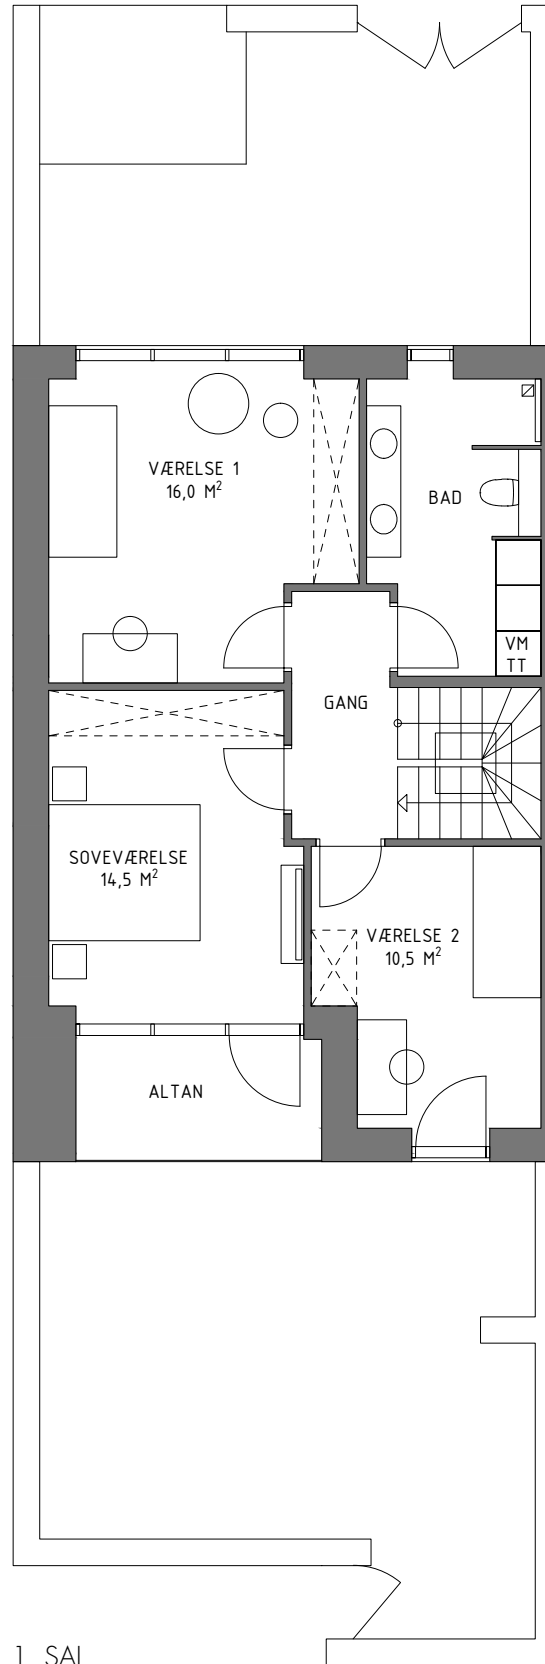 VÆRELSE 1
16,0 M²
BAD
VM
TT
GANG
SOVEVÆRELSE
14,5 M²
VÆRELSE 2
10,5 M²
ALTAN
1 SAL